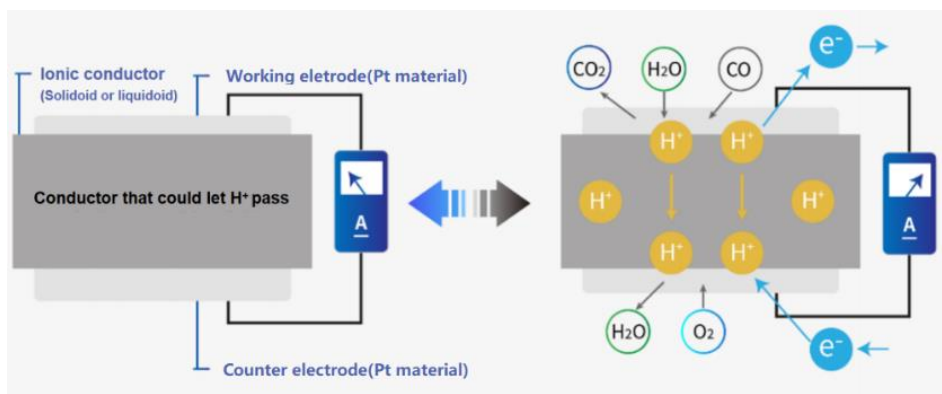 Ionic conductor
(Solidoid or liquidoid)
Working eletrode(Pt material)
Conductor that could let H⁺ pass
A
Counter electrode(Pt material)
e⁻
CO₂
H₂O
CO
H⁺
H⁺
H⁺
H⁺
A
H⁺
H⁺
H₂O
O₂
e⁻